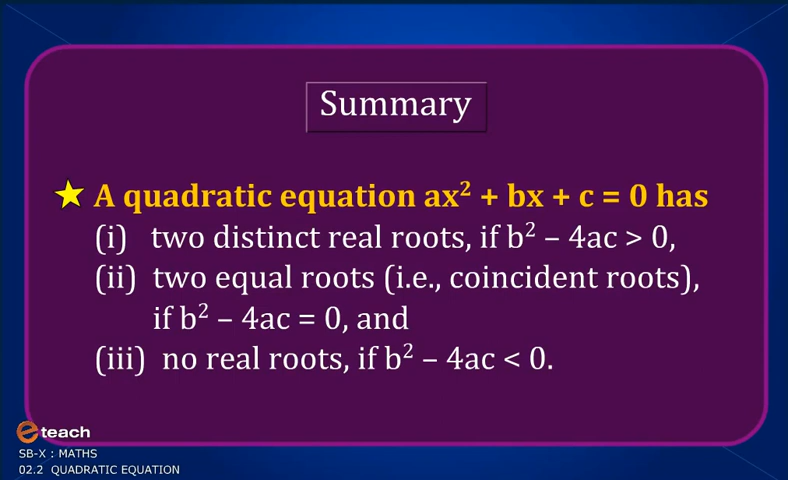 Summary
A quadratic equation ax² + bx + c = 0 has
(i) two distinct real roots, if b² – 4ac > 0,
(ii) two equal roots (i.e., coincident roots),
if b² – 4ac = 0, and
(iii) no real roots, if b² – 4ac < 0.
eteach
SB-X : MATHS
02.2 QUADRATIC EQUATION